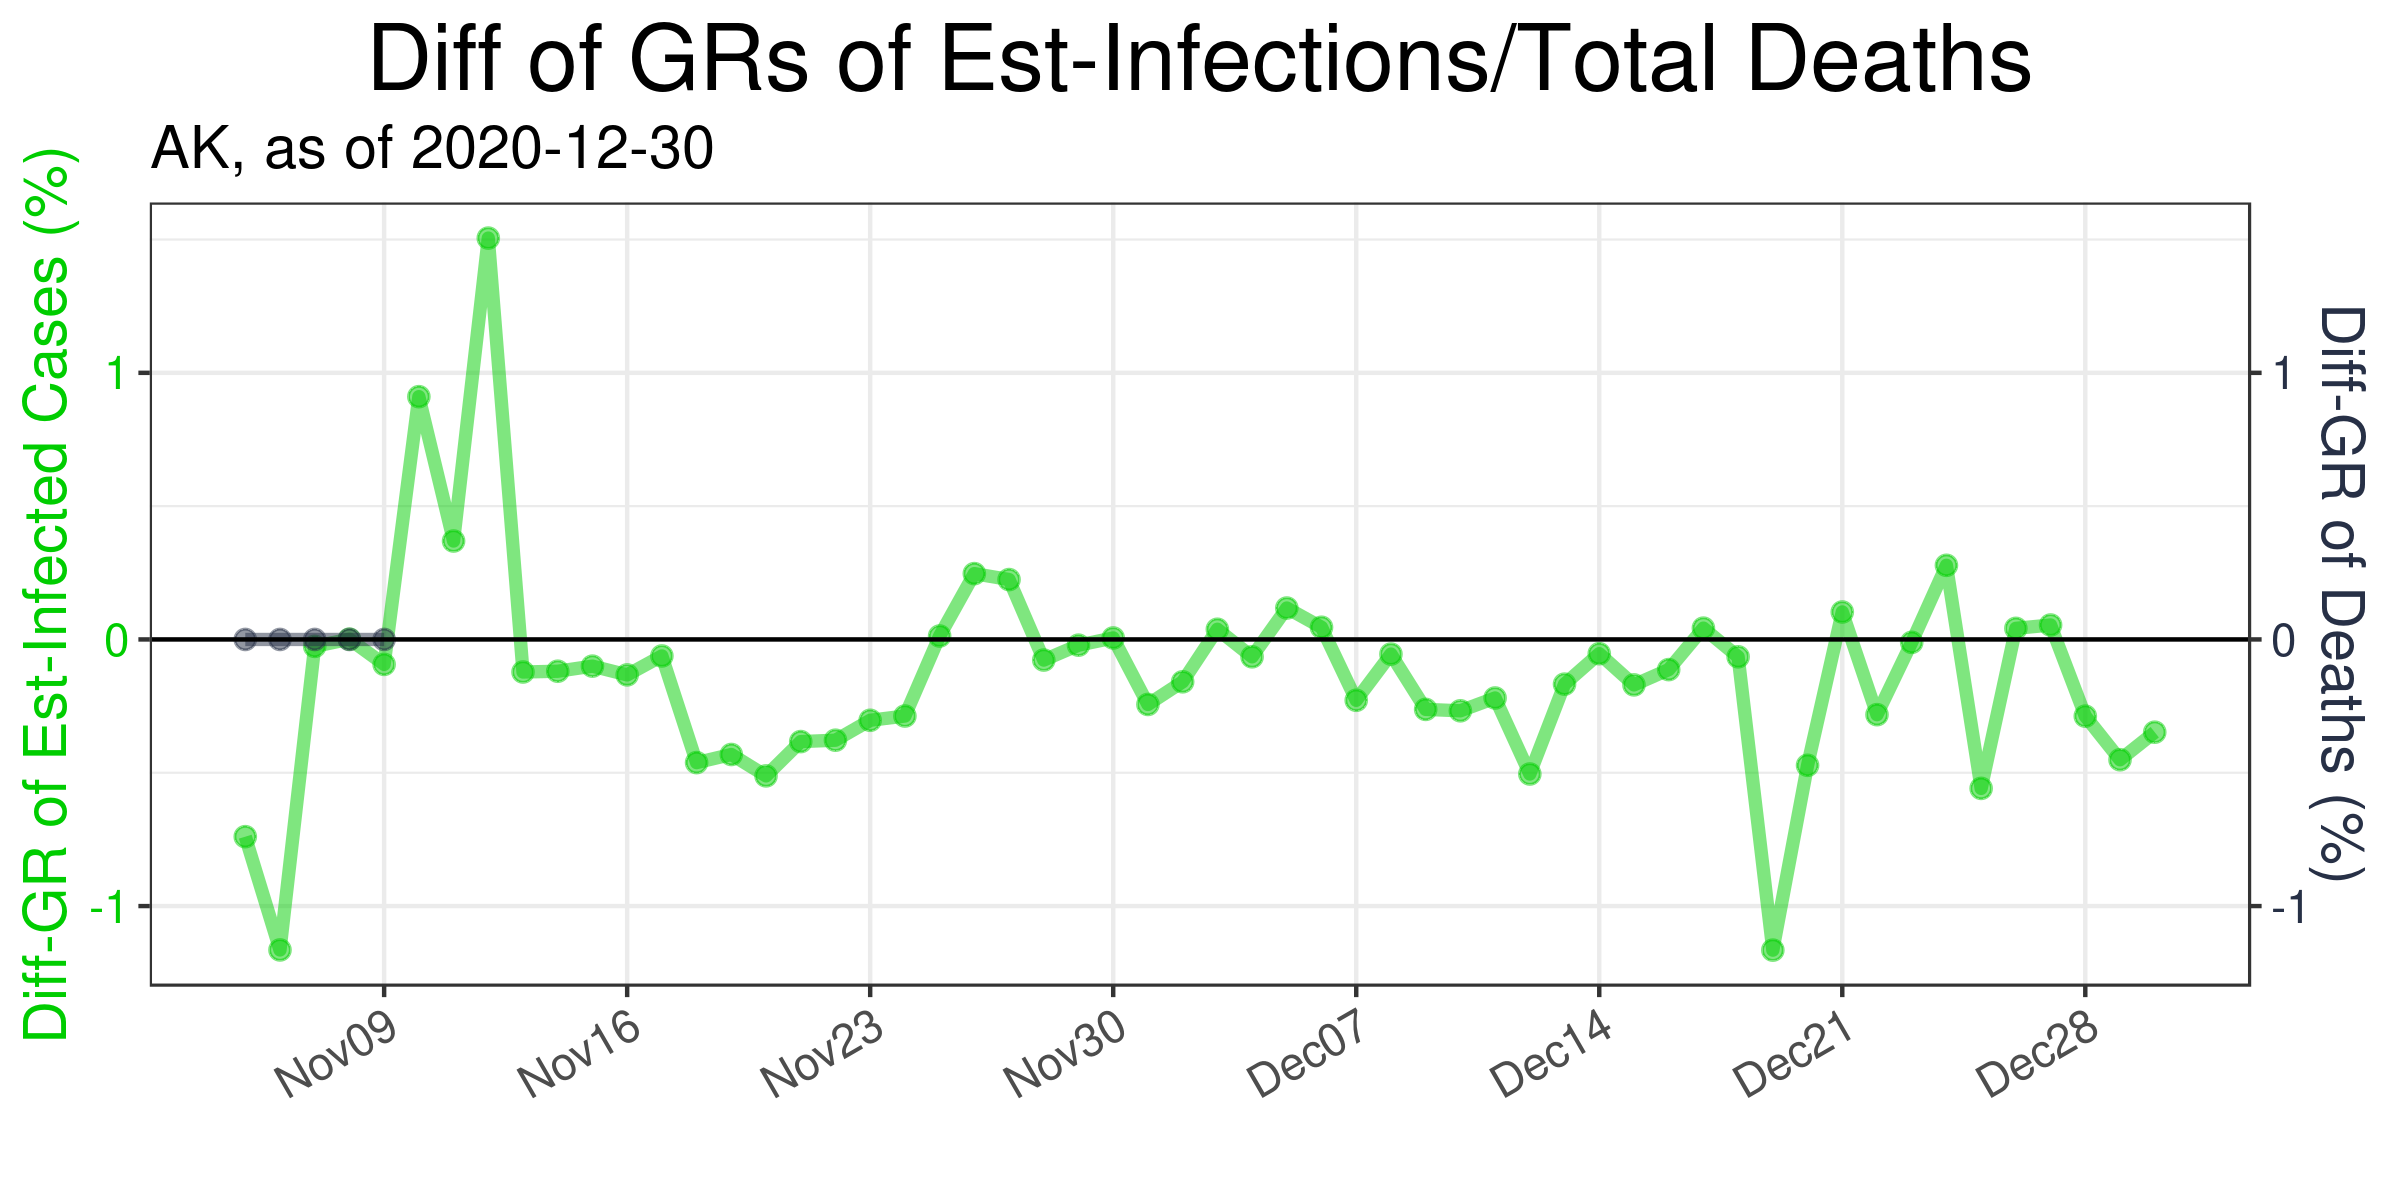 Diff of GRs of Est-Infections/Total Deaths
AK, as of 2020-12-30
Diff-GR of Est-Infected Cases (%)
1
0
-1
1
0
-1
Diff-GR of Deaths (%)
Nov09
Nov16
Nov23
Nov30
Dec07
Dec14
Dec21
Dec28